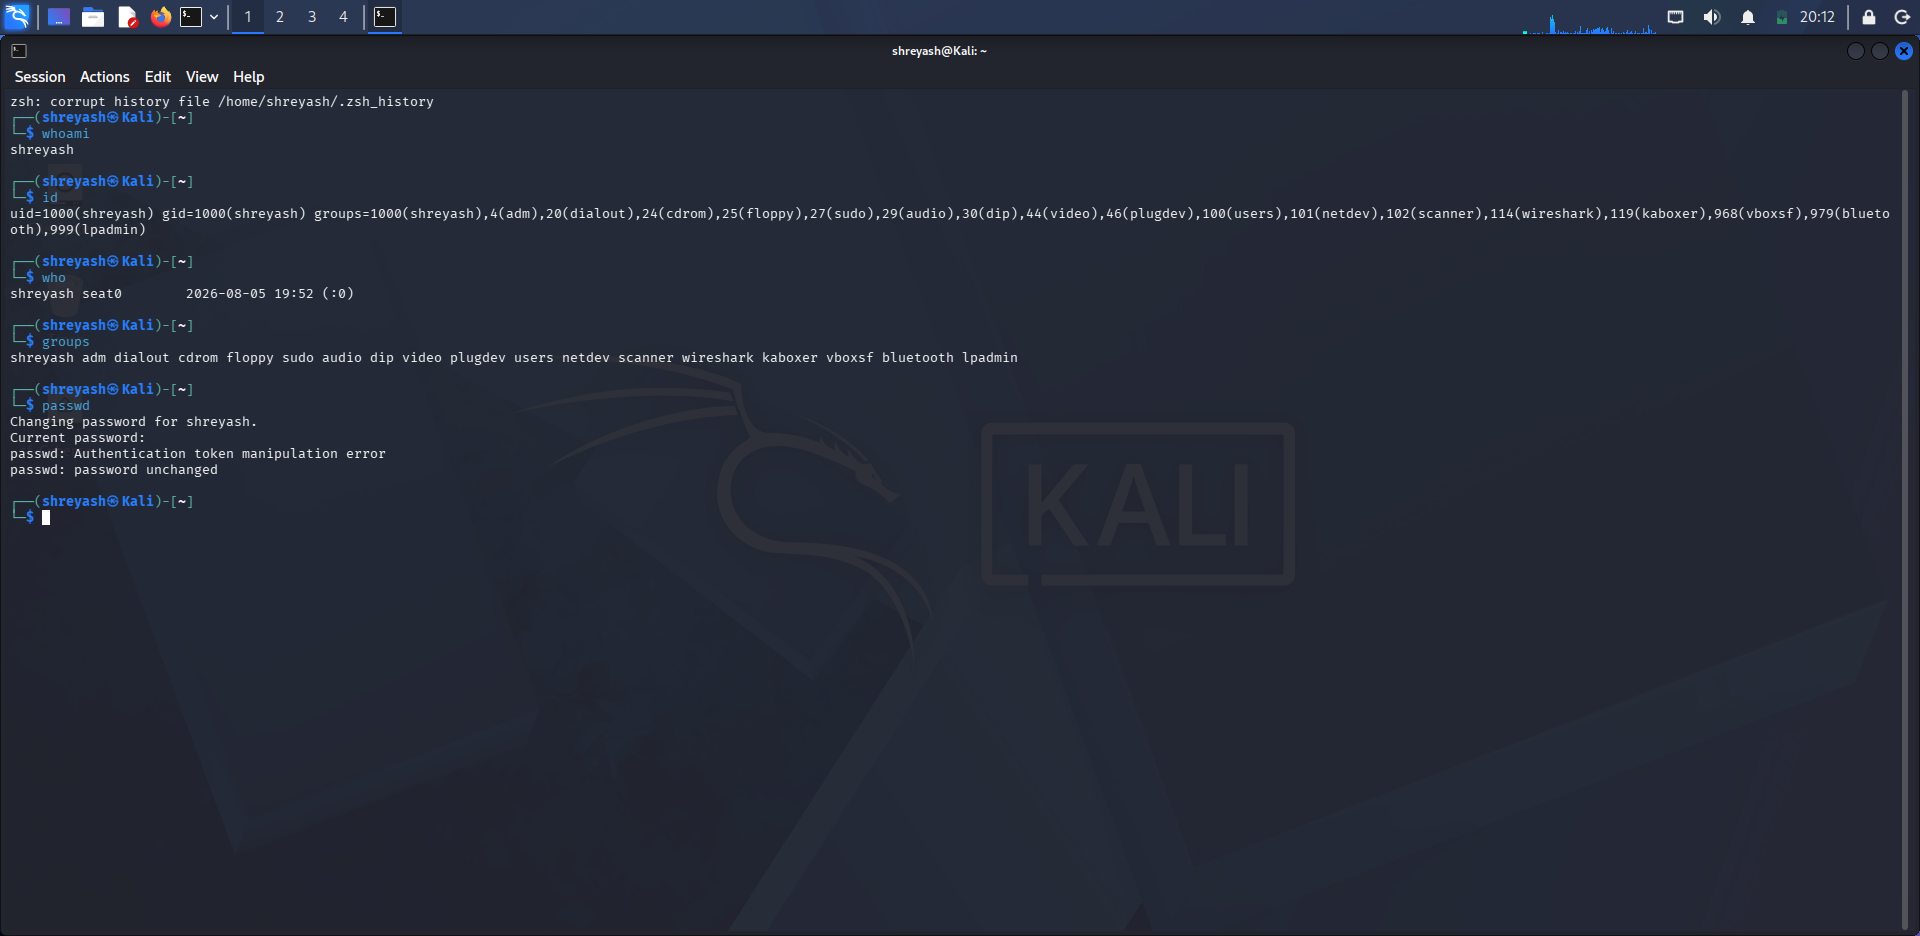 1 2 3 4
20:12
shreyash@Kali: ~
Session Actions Edit View Help
zsh: corrupt history file /home/shreyash/.zsh_history
┌──(shreyash㉿Kali)-[~]
└─$ whoami
shreyash
┌──(shreyash㉿Kali)-[~]
└─$ id
uid=1000(shreyash) gid=1000(shreyash) groups=1000(shreyash),4(adm),20(dialout),24(cdrom),25(floppy),27(sudo),29(audio),30(dip),44(video),46(plugdev),100(users),101(netdev),102(scanner),114(wireshark),119(kaboxer),968(vboxsf),979(blueto
oth),999(lpadmin)
┌──(shreyash㉿Kali)-[~]
└─$ who
shreyash seat0        2026-08-05 19:52 (:0)
┌──(shreyash㉿Kali)-[~]
└─$ groups
shreyash adm dialout cdrom floppy sudo audio dip video plugdev users netdev scanner wireshark kaboxer vboxsf bluetooth lpadmin
┌──(shreyash㉿Kali)-[~]
└─$ passwd
Changing password for shreyash.
Current password:
passwd: Authentication token manipulation error
passwd: password unchanged
┌──(shreyash㉿Kali)-[~]
└─$
KALI